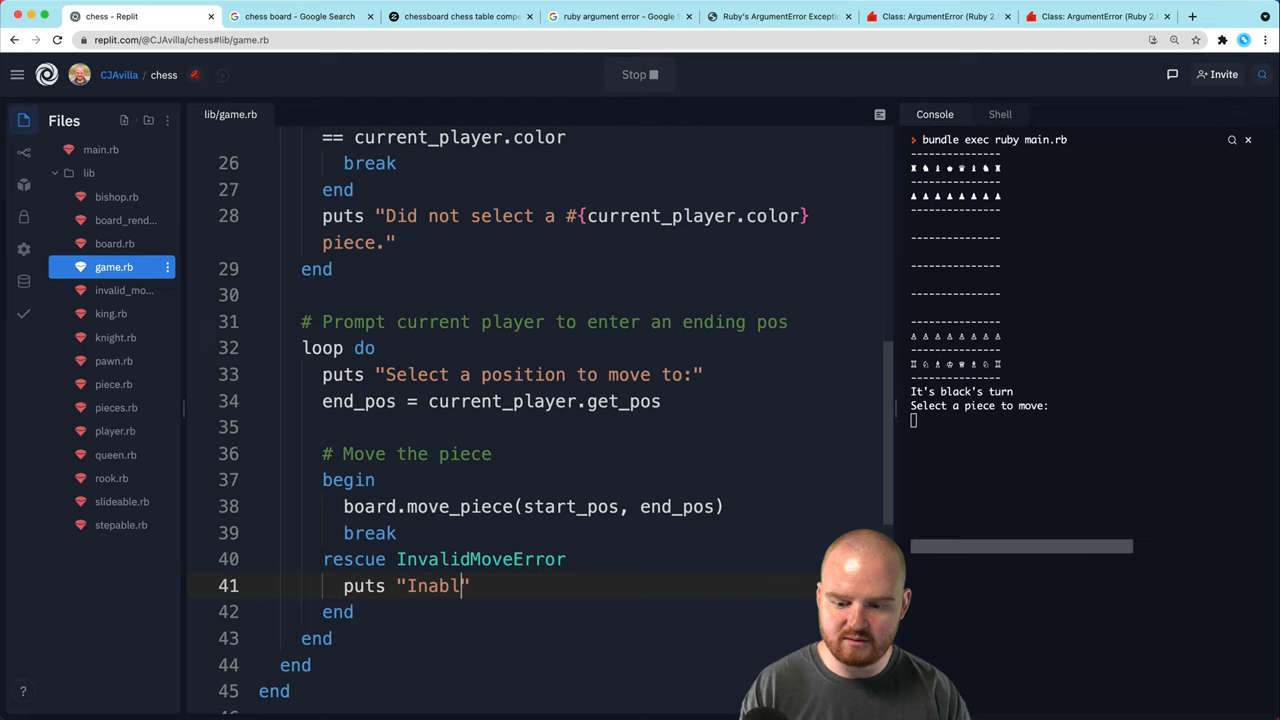 chess - Replit
chess board - Google Search
chessboard chess table compe
ruby argument error - Google S
Ruby's ArgumentError Exceptio
Class: ArgumentError (Ruby 2.
Class: ArgumentError (Ruby 2.
replit.com/@CJAvilla/chess#lib/game.rb
CJAvilla / chess
Stop
Invite
Files
main.rb
lib
bishop.rb
board_rend...
board.rb
game.rb
invalid_mo...
king.rb
knight.rb
pawn.rb
piece.rb
pieces.rb
player.rb
queen.rb
rook.rb
slideable.rb
stepable.rb
?
lib/game.rb
== current_player.color
26 break
27 end
28 puts "Did not select a #{current_player.color}
piece."
29 end
30
31 # Prompt current player to enter an ending pos
32 loop do
33 puts "Select a position to move to:"
34 end_pos = current_player.get_pos
35
36 # Move the piece
37 begin
38 board.move_piece(start_pos, end_pos)
39 break
40 rescue InvalidMoveError
41 puts "Inabl"
42 end
43 end
44 end
45 end
Console Shell
> bundle exec ruby main.rb
---------------
♜ ♞ ♝ ♚ ♛ ♝ ♞ ♜
---------------
♟ ♟ ♟ ♟ ♟ ♟ ♟ ♟
---------------
---------------
---------------
---------------
---------------
♙ ♙ ♙ ♙ ♙ ♙ ♙ ♙
---------------
♖ ♘ ♗ ♔ ♕ ♗ ♘ ♖
---------------
It's black's turn
Select a piece to move: